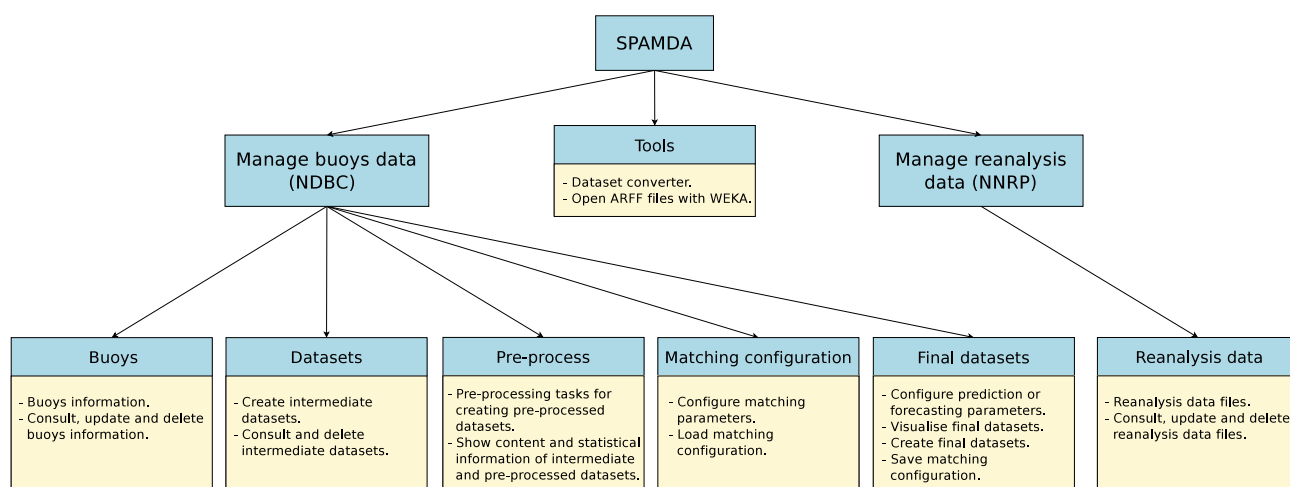 SPAMDA
Manage buoys data
(NDBC)
Tools
- Dataset converter.
- Open ARFF files with WEKA.
Manage reanalysis
data (NNRP)
Buoys
- Buoys information.
- Consult, update and delete
buoys information.
Datasets
- Create intermediate
datasets.
- Consult and delete
intermediate datasets.
Pre-process
- Pre-processing tasks for
creating pre-processed
datasets.
- Show content and statistical
information of intermediate
and pre-processed datasets.
Matching configuration
- Configure matching
parameters.
- Load matching
configuration.
Final datasets
- Configure prediction or
forecasting parameters.
- Visualise final datasets.
- Create final datasets.
- Save matching
configuration.
Reanalysis data
- Reanalysis data files.
- Consult, update and delete
reanalysis data files.